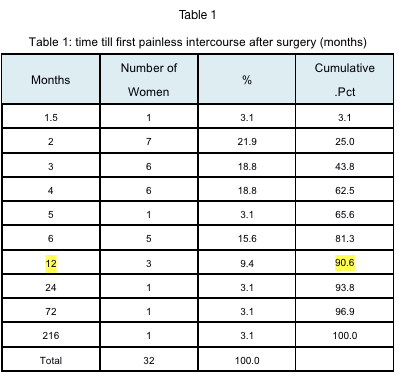 Table 1
Table 1: time till first painless intercourse after surgery (months)
Months Number of Women % Cumulative .Pct
1.5 1 3.1 3.1
2 7 21.9 25.0
3 6 18.8 43.8
4 6 18.8 62.5
5 1 3.1 65.6
6 5 15.6 81.3
12 3 9.4 90.6
24 1 3.1 93.8
72 1 3.1 96.9
216 1 3.1 100.0
Total 32 100.0